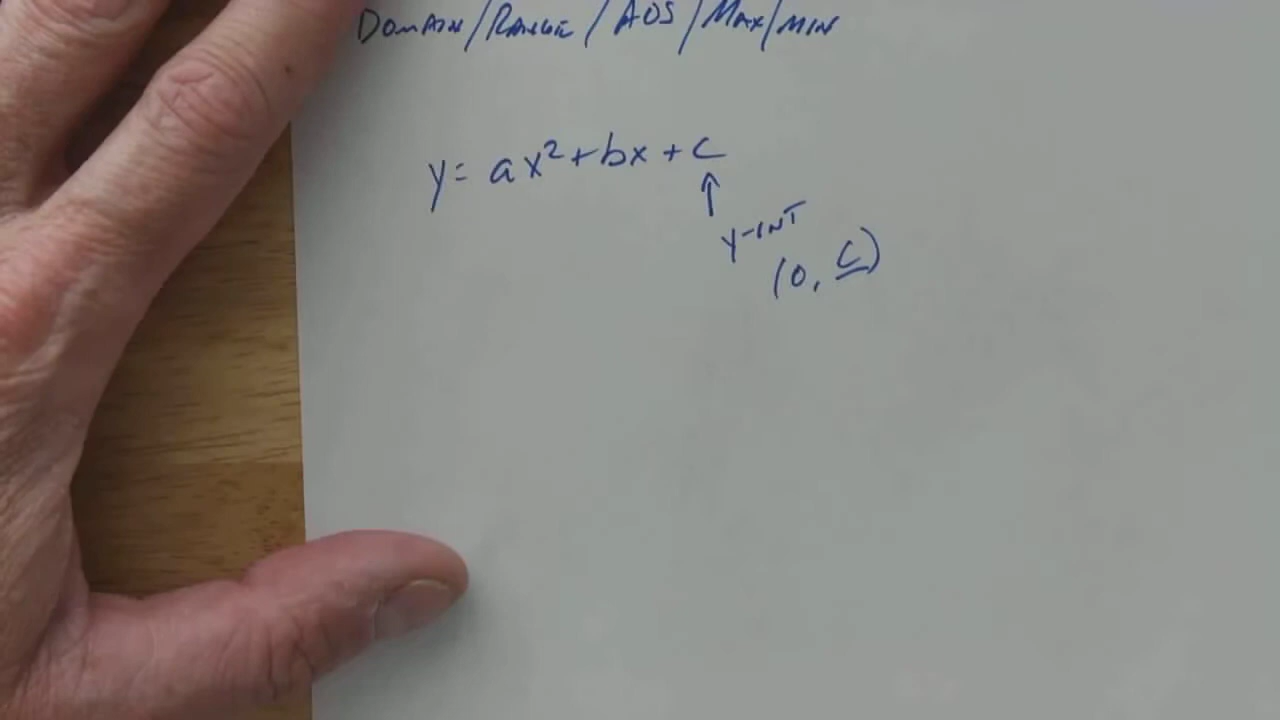 DOMAIN/RANGE/AOS/MAX/MIN
y = ax²+bx+c
↑
y-INT
(0, c)